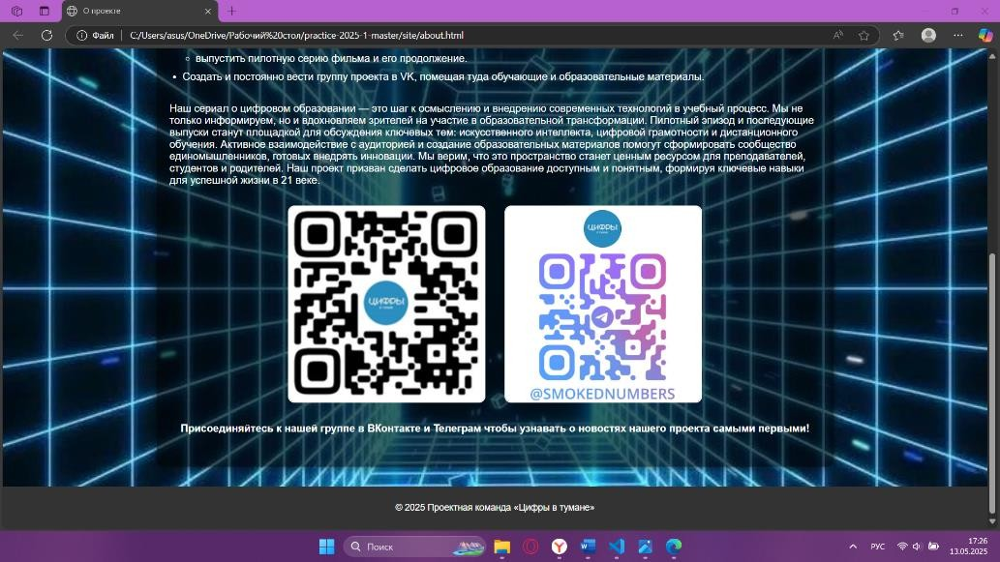 О проекте
Файл
C:/Users/asus/OneDrive/Рабочий%20стол/practice-2025-1-master/site/about.html
выпустить пилотную серию фильма и его продолжение.
Создать и постоянно вести группу проекта в VK, помещая туда обучающие и образовательные материалы.
Наш сериал о цифровом образовании — это шаг к осмыслению и внедрению современных технологий в учебный процесс. Мы не
только информируем, но и вдохновляем зрителей на участие в образовательной трансформации. Пилотный эпизод и последующие
выпуски станут площадкой для обсуждения ключевых тем: искусственного интеллекта, цифровой грамотности и дистанционного
обучения. Активное взаимодействие с аудиторией и создание образовательных материалов помогут сформировать сообщество
единомышленников, готовых внедрять инновации. Мы верим, что это пространство станет ценным ресурсом для преподавателей,
студентов и родителей. Наш проект призван сделать цифровое образование доступным и понятным, формируя ключевые навыки
для успешной жизни в 21 веке.
ЦИФРЫ
ЦИФРЫ
@SMOKEDNUMBERS
Присоединяйтесь к нашей группе в ВКонтакте и Телеграм чтобы узнавать о новостях нашего проекта самыми первыми!
© 2025 Проектная команда «Цифры в тумане»
Поиск
РУС
17:26
13.05.2025